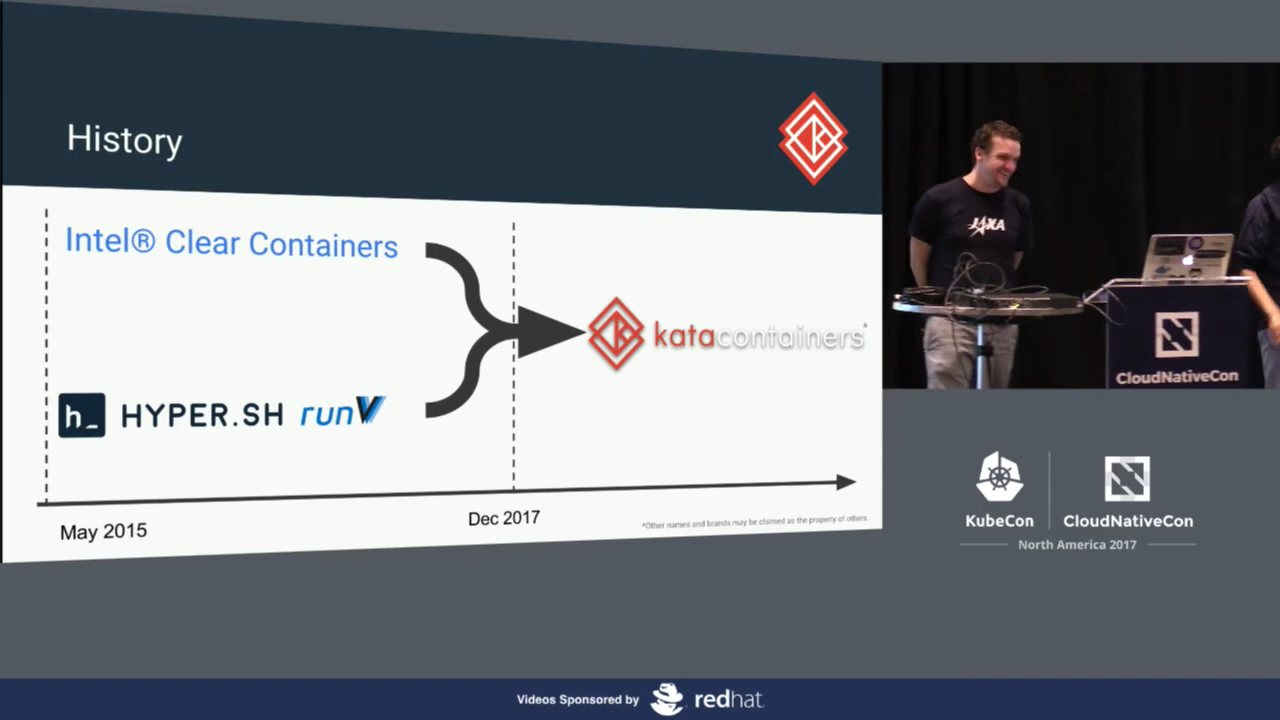 History
Intel® Clear Containers
h_ HYPER.SH runV
katacontainers*
May 2015
Dec 2017
*Other names and brands may be claimed as the property of others.
JAXA
CloudNativeCon
KubeCon
CloudNativeCon
North America 2017
Videos Sponsored by redhat.